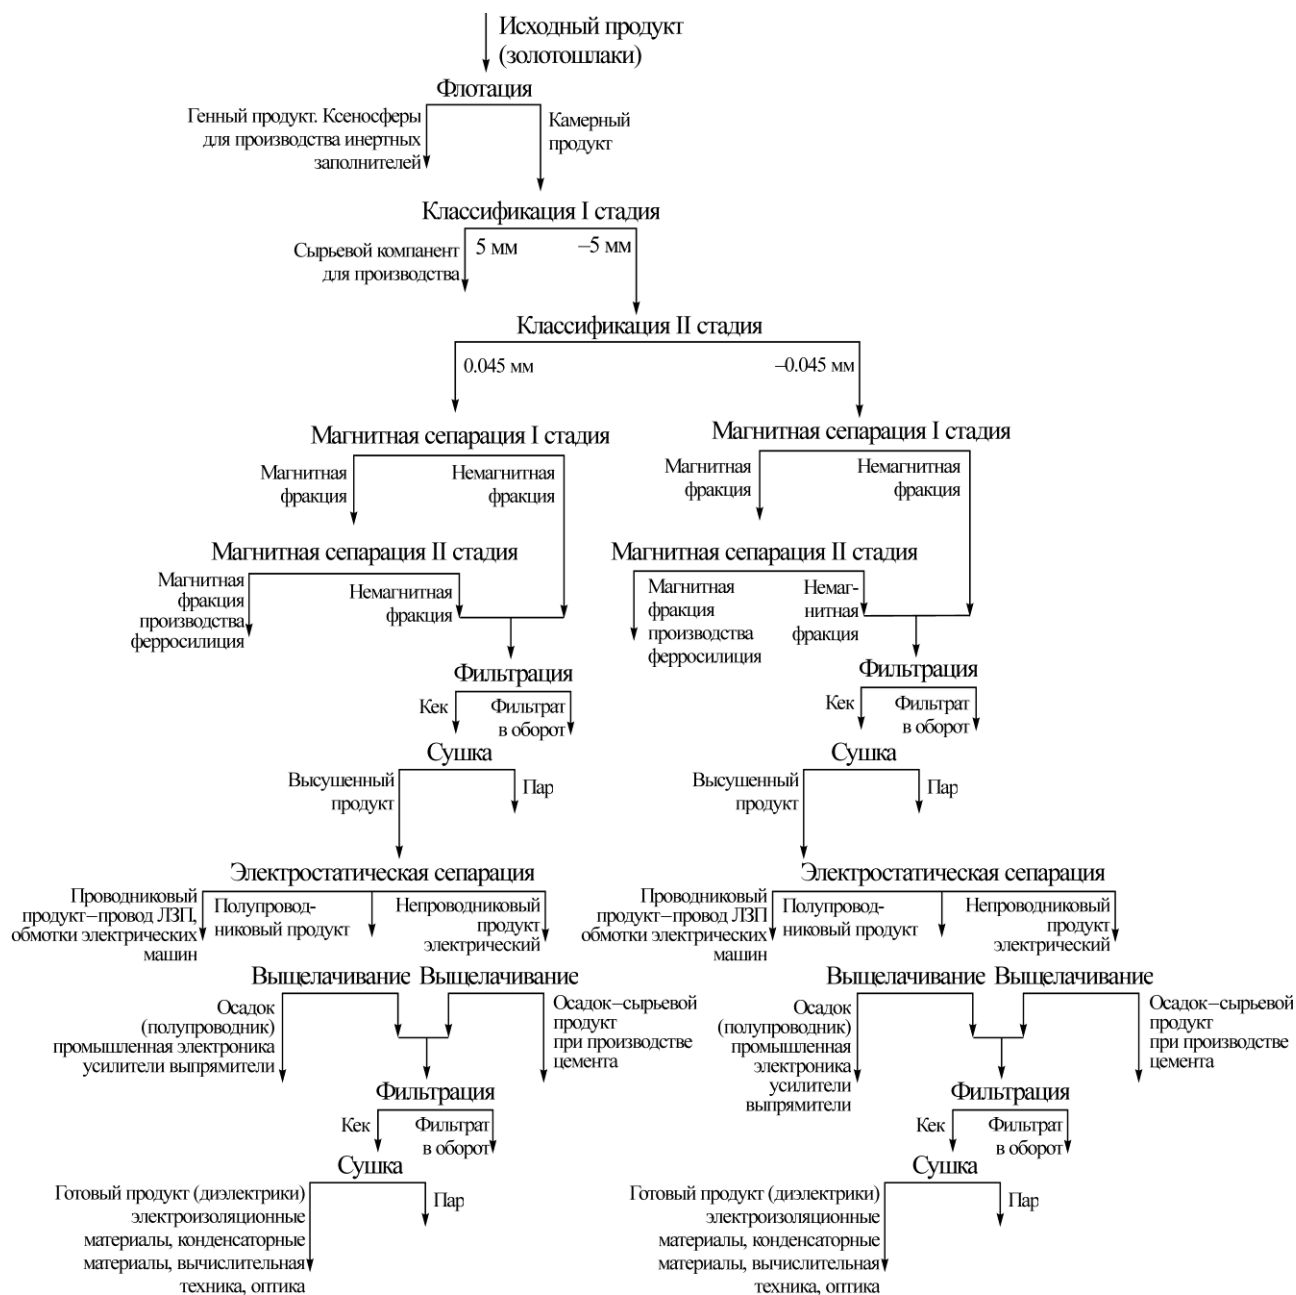 Исходный продукт
(золотошлаки)
Флотация
Генный продукт. Ксеносферы
для производства инертных
заполнителей
Камерный
продукт
Классификация I стадия
Сырьевой компанент
для производства
5 мм
–5 мм
Классификация II стадия
0.045 мм
–0.045 мм
Магнитная сепарация I стадия
Магнитная
фракция
Немагнитная
фракция
Магнитная сепарация II стадия
Магнитная
фракция
производства
ферросилиция
Немагнитная
фракция
Фильтрация
Кек
Фильтрат
в оборот
Сушка
Высушенный
продукт
Пар
Электростатическая сепарация
Проводниковый
продукт–провод ЛЗП,
обмотки электрических
машин
Полупровод-
никовый продукт
Непроводниковый
продукт
электрический
Выщелачивание
Выщелачивание
Осадок
(полупроводник)
промышленная электроника
усилители выпрямители
Осадок–сырьевой
продукт
при производстве
цемента
Фильтрация
Кек
Фильтрат
в оборот
Сушка
Готовый продукт (диэлектрики)
электроизоляционные
материалы, конденсаторные
материалы, вычислительная
техника, оптика
Пар
Магнитная сепарация I стадия
Магнитная
фракция
Немагнитная
фракция
Магнитная сепарация II стадия
Магнитная
фракция
производства
ферросилиция
Немаг-
нитная
фракция
Фильтрация
Кек
Фильтрат
в оборот
Сушка
Высушенный
продукт
Пар
Электростатическая сепарация
Проводниковый
продукт–провод ЛЗП
обмотки электрических
машин
Полупровод-
никовый продукт
Непроводниковый
продукт
электрический
Выщелачивание
Выщелачивание
Осадок
(полупроводник)
промышленная
электроника
усилители
выпрямители
Осадок–сырьевой
продукт
при производстве
цемента
Фильтрация
Кек
Фильтрат
в оборот
Сушка
Готовый продукт (диэлектрики)
электроизоляционные
материалы, конденсаторные
материалы, вычислительная
техника, оптика
Пар